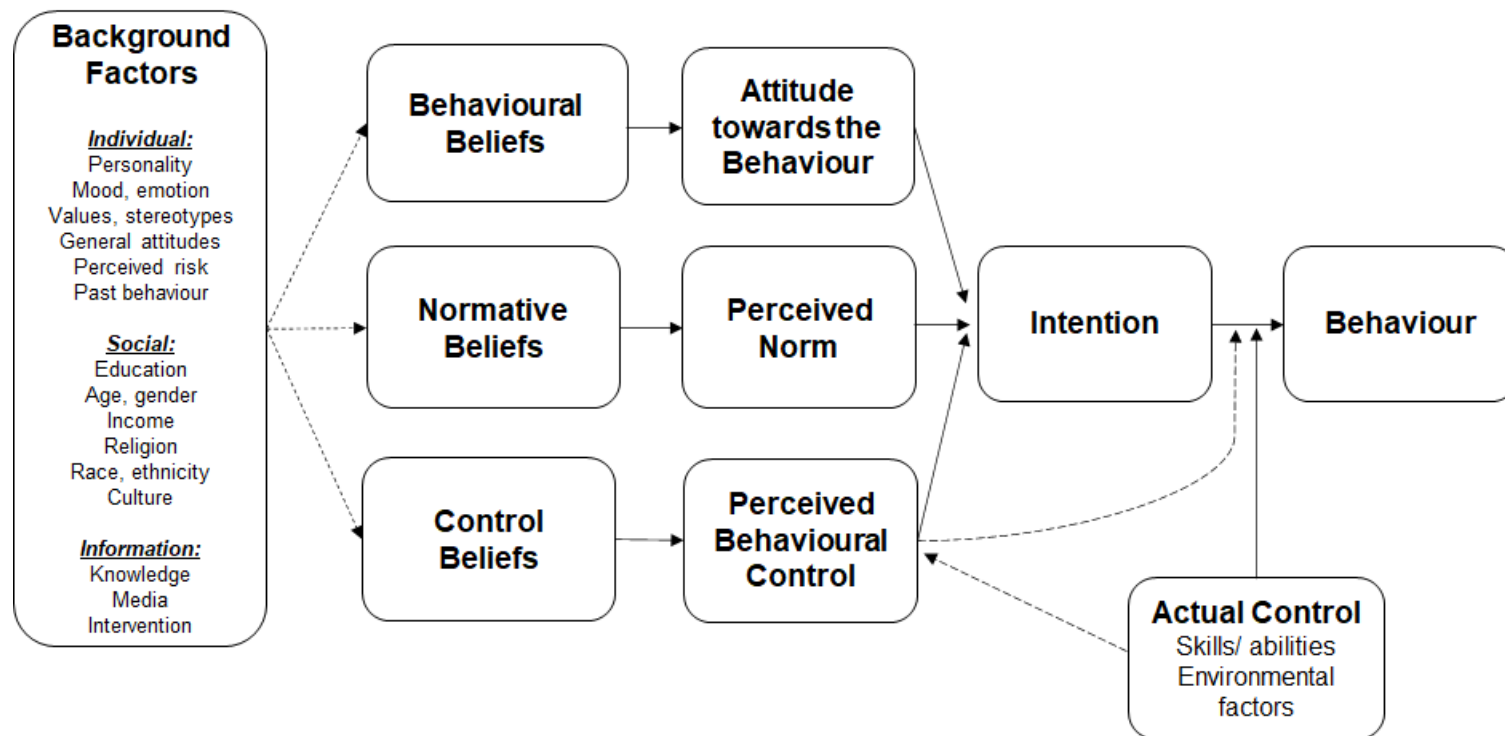 Background
Factors
Individual:
Personality
Mood, emotion
Values, stereotypes
General attitudes
Perceived risk
Past behaviour
Social:
Education
Age, gender
Income
Religion
Race, ethnicity
Culture
Information:
Knowledge
Media
Intervention
Behavioural
Beliefs
Attitude
towards the
Behaviour
Normative
Beliefs
Perceived
Norm
Intention
Behaviour
Control
Beliefs
Perceived
Behavioural
Control
Actual Control
Skills/ abilities
Environmental
factors